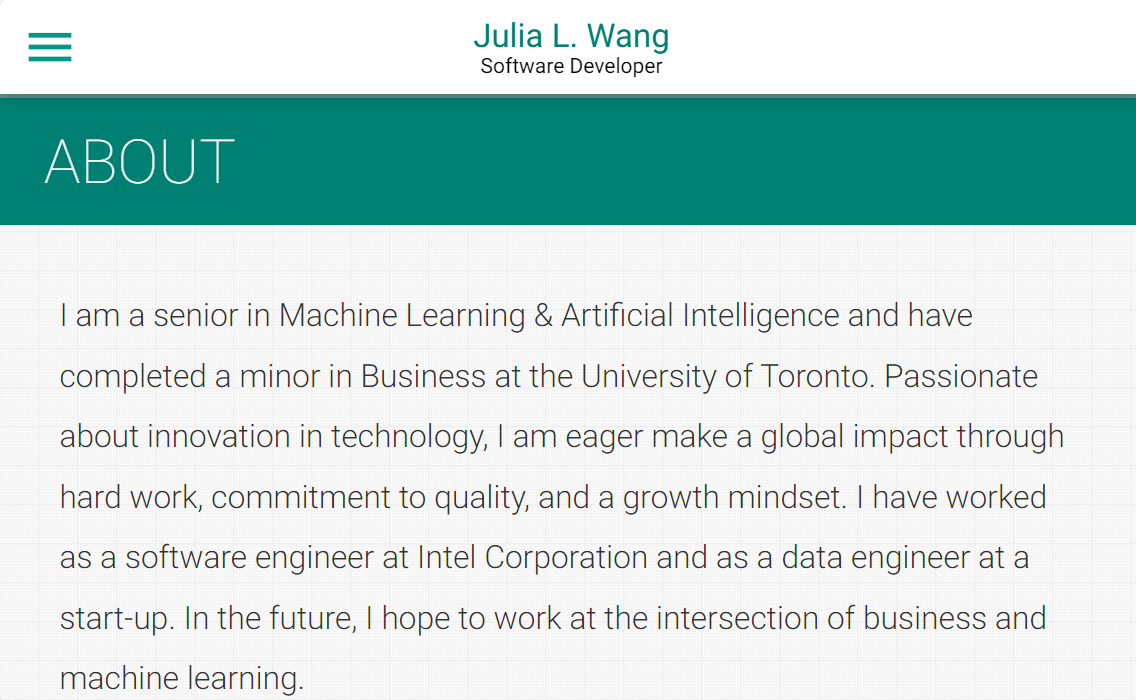 Julia L. Wang
Software Developer
ABOUT
I am a senior in Machine Learning & Artificial Intelligence and have
completed a minor in Business at the University of Toronto. Passionate
about innovation in technology, I am eager make a global impact through
hard work, commitment to quality, and a growth mindset. I have worked
as a software engineer at Intel Corporation and as a data engineer at a
start-up. In the future, I hope to work at the intersection of business and
machine learning.